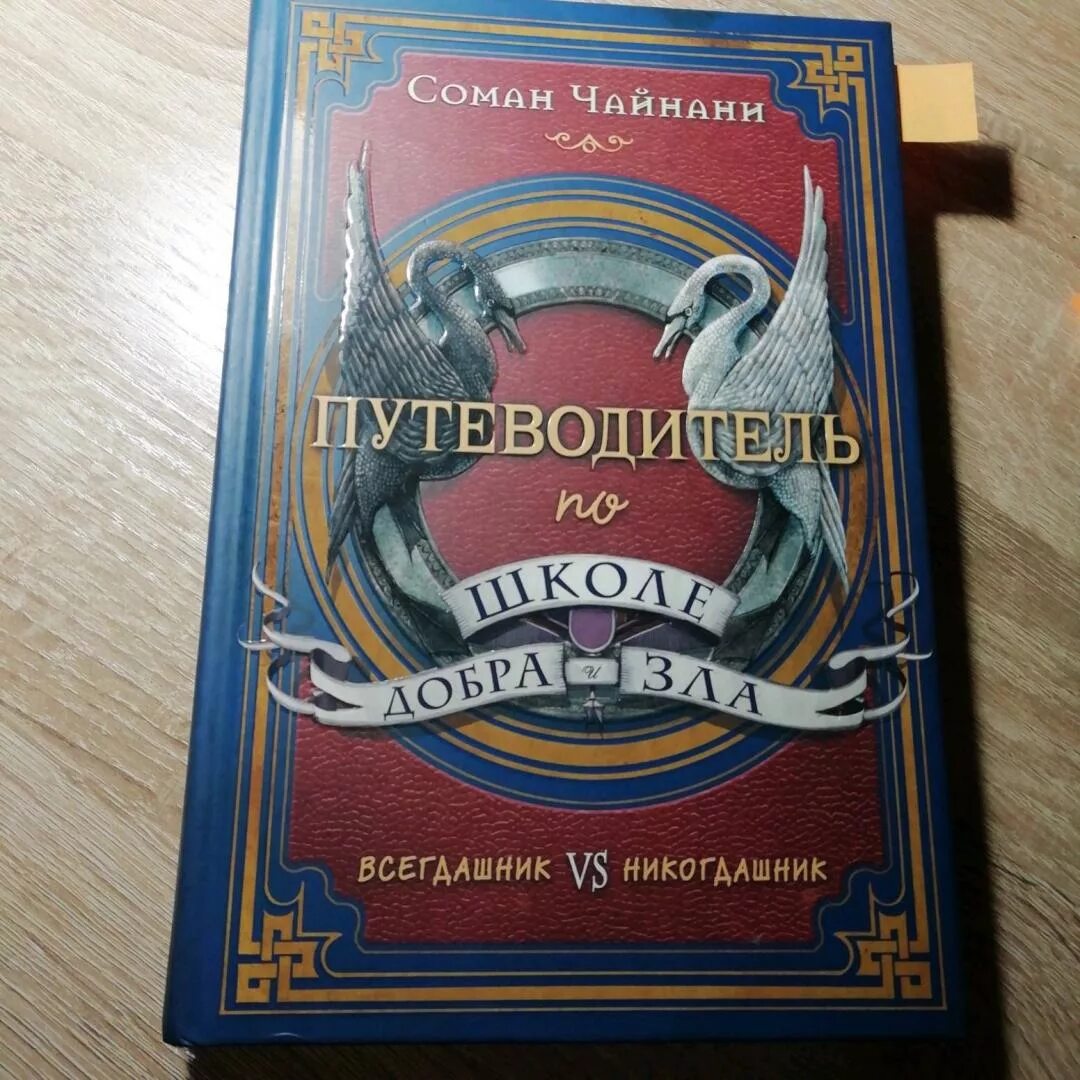 Соман Чайнани
ПУТЕВОДИТЕЛЬ
по
ШКОЛЕ
ДОБРА И ЗЛА
ВСЕГДАШНИК VS НИКОГДАШНИК